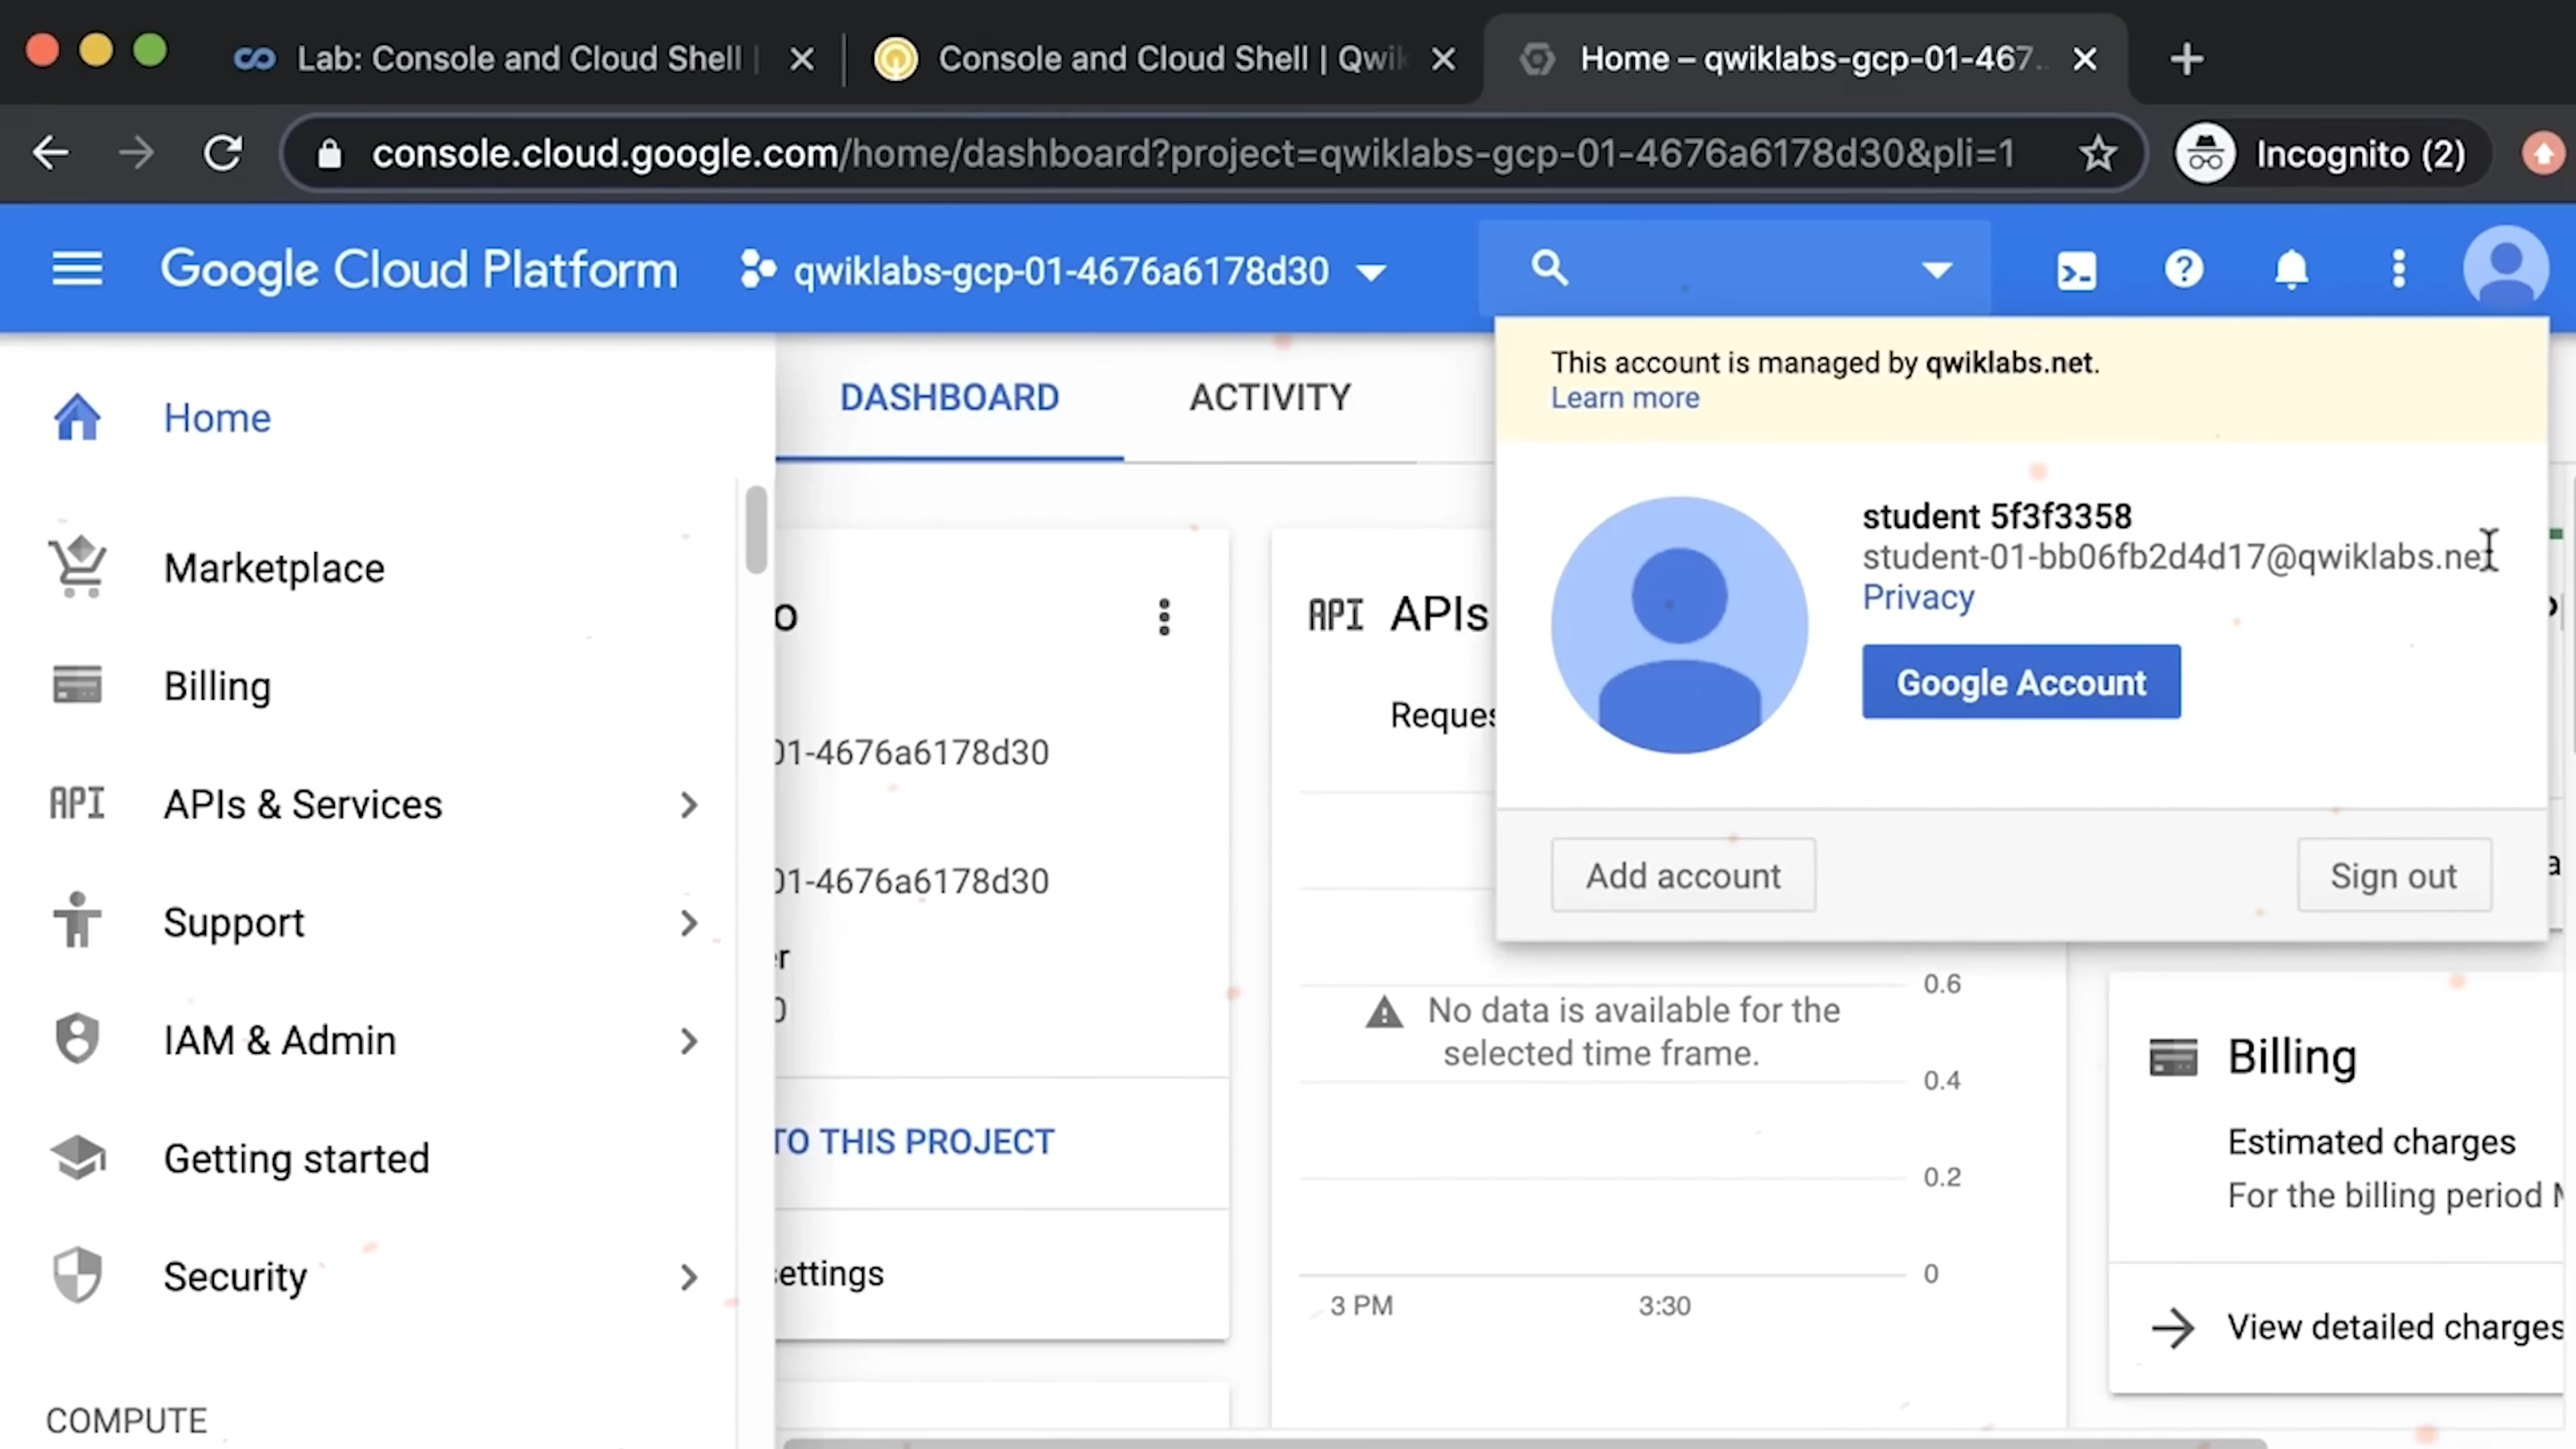 Lab: Console and Cloud Shell |
Console and Cloud Shell | Qwik
Home – qwiklabs-gcp-01-467...
console.cloud.google.com/home/dashboard?project=qwiklabs-gcp-01-4676a6178d30&pli=1
Incognito (2)
Google Cloud Platform
qwiklabs-gcp-01-4676a6178d30
This account is managed by qwiklabs.net.
Learn more
student 5f3f3358
student-01-bb06fb2d4d17@qwiklabs.net
Privacy
Google Account
Add account
Sign out
Home
Marketplace
Billing
API APIs & Services
Support
IAM & Admin
Getting started
Security
COMPUTE
DASHBOARD
ACTIVITY
o
01-4676a6178d30
01-4676a6178d30
er
0
TO THIS PROJECT
settings
API APIs
Reques
No data is available for the
selected time frame.
0.6
0.4
0.2
0
3 PM
3:30
Billing
Estimated charges
For the billing period
View detailed charges